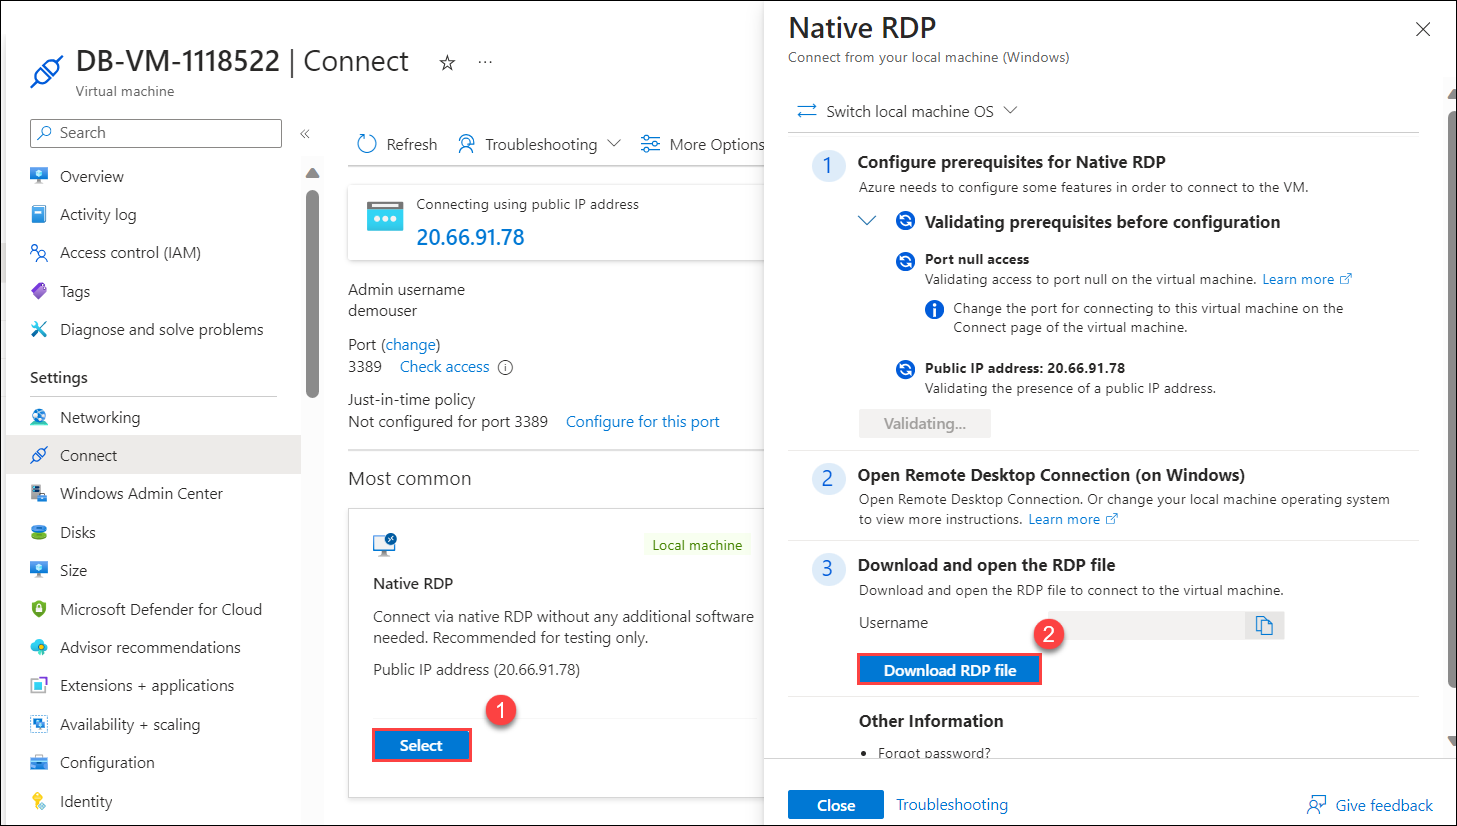 DB-VM-1118522 | Connect
Virtual machine
Search
Overview
Activity log
Access control (IAM)
Tags
Diagnose and solve problems
Settings
Networking
Connect
Windows Admin Center
Disks
Size
Microsoft Defender for Cloud
Advisor recommendations
Extensions + applications
Availability + scaling
Configuration
Identity
Refresh
Troubleshooting
More Options
Connecting using public IP address
20.66.91.78
Admin username
demouser
Port (change)
3389 Check access
Just-in-time policy
Not configured for port 3389 Configure for this port
Most common
Local machine
Native RDP
Connect via native RDP without any additional software
needed. Recommended for testing only.
Public IP address (20.66.91.78)
1
Select
Native RDP
Connect from your local machine (Windows)
Switch local machine OS
1 Configure prerequisites for Native RDP
Azure needs to configure some features in order to connect to the VM.
Validating prerequisites before configuration
Port null access
Validating access to port null on the virtual machine. Learn more
Change the port for connecting to this virtual machine on the
Connect page of the virtual machine.
Public IP address: 20.66.91.78
Validating the presence of a public IP address.
Validating...
2 Open Remote Desktop Connection (on Windows)
Open Remote Desktop Connection. Or change your local machine operating system
to view more instructions. Learn more
3 Download and open the RDP file
Download and open the RDP file to connect to the virtual machine.
Username
2
Download RDP file
Other Information
• Forgot password?
Close
Troubleshooting
Give feedback